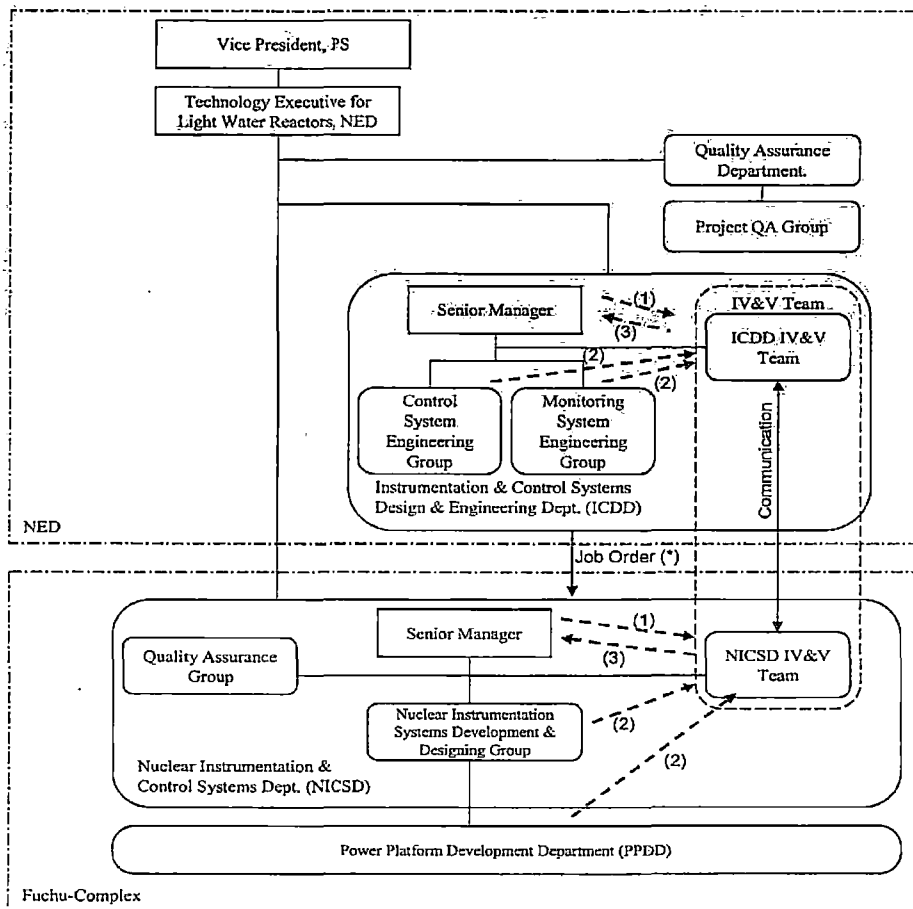 Vice President, PS
Technology Executive for
Light Water Reactors, NED
Quality Assurance
Department.
Project QA Group
IV&V Team
Senior Manager
(1)
(3)
ICDD IV&V
Team
(2)
(2)
Control
System
Engineering
Group
Monitoring
System
Engineering
Group
Communication
Instrumentation & Control Systems
Design & Engineering Dept. (ICDD)
NED
Job Order (*)
Senior Manager
(1)
(3)
Quality Assurance
Group
NICSD IV&V
Team
Nuclear Instrumentation
Systems Development &
Designing Group
(2)
(2)
Nuclear Instrumentation &
Control Systems Dept. (NICSD)
Power Platform Development Department (PPDD)
Fuchu-Complex